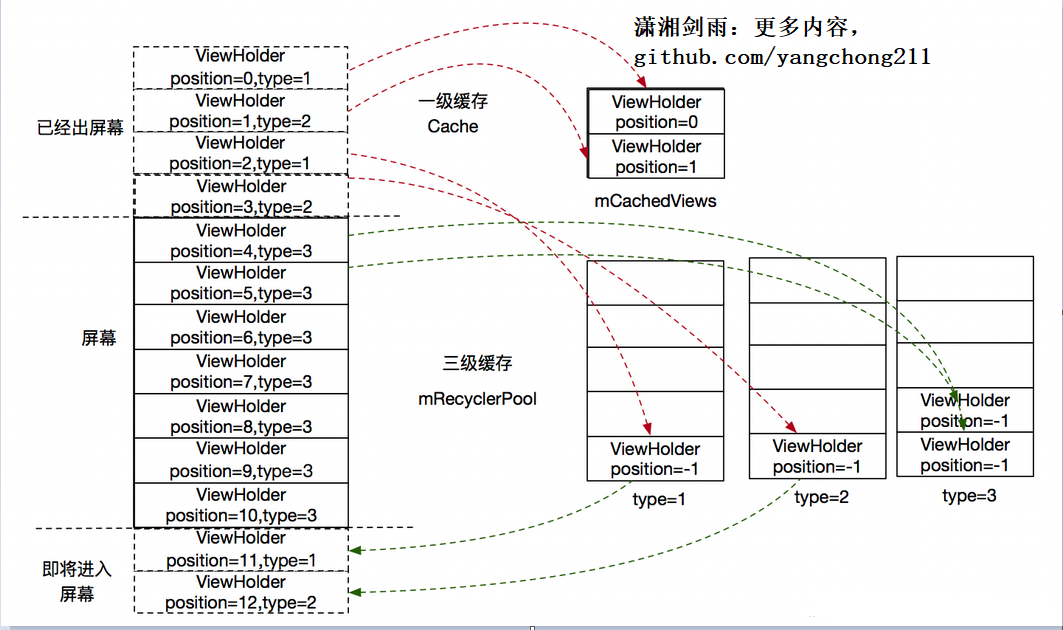 潇湘剑雨：更多内容，
github.com/yangchong211
已经出屏幕
ViewHolder
position=0,type=1
ViewHolder
position=1,type=2
ViewHolder
position=2,type=1
ViewHolder
position=3,type=2
屏幕
ViewHolder
position=4,type=3
ViewHolder
position=5,type=3
ViewHolder
position=6,type=3
ViewHolder
position=7,type=3
ViewHolder
position=8,type=3
ViewHolder
position=9,type=3
ViewHolder
position=10,type=3
即将进入
屏幕
ViewHolder
position=11,type=1
ViewHolder
position=12,type=2
一级缓存
Cache
ViewHolder
position=0
ViewHolder
position=1
mCachedViews
三级缓存
mRecyclerPool
ViewHolder
position=-1
type=1
ViewHolder
position=-1
type=2
ViewHolder
position=-1
ViewHolder
position=-1
type=3